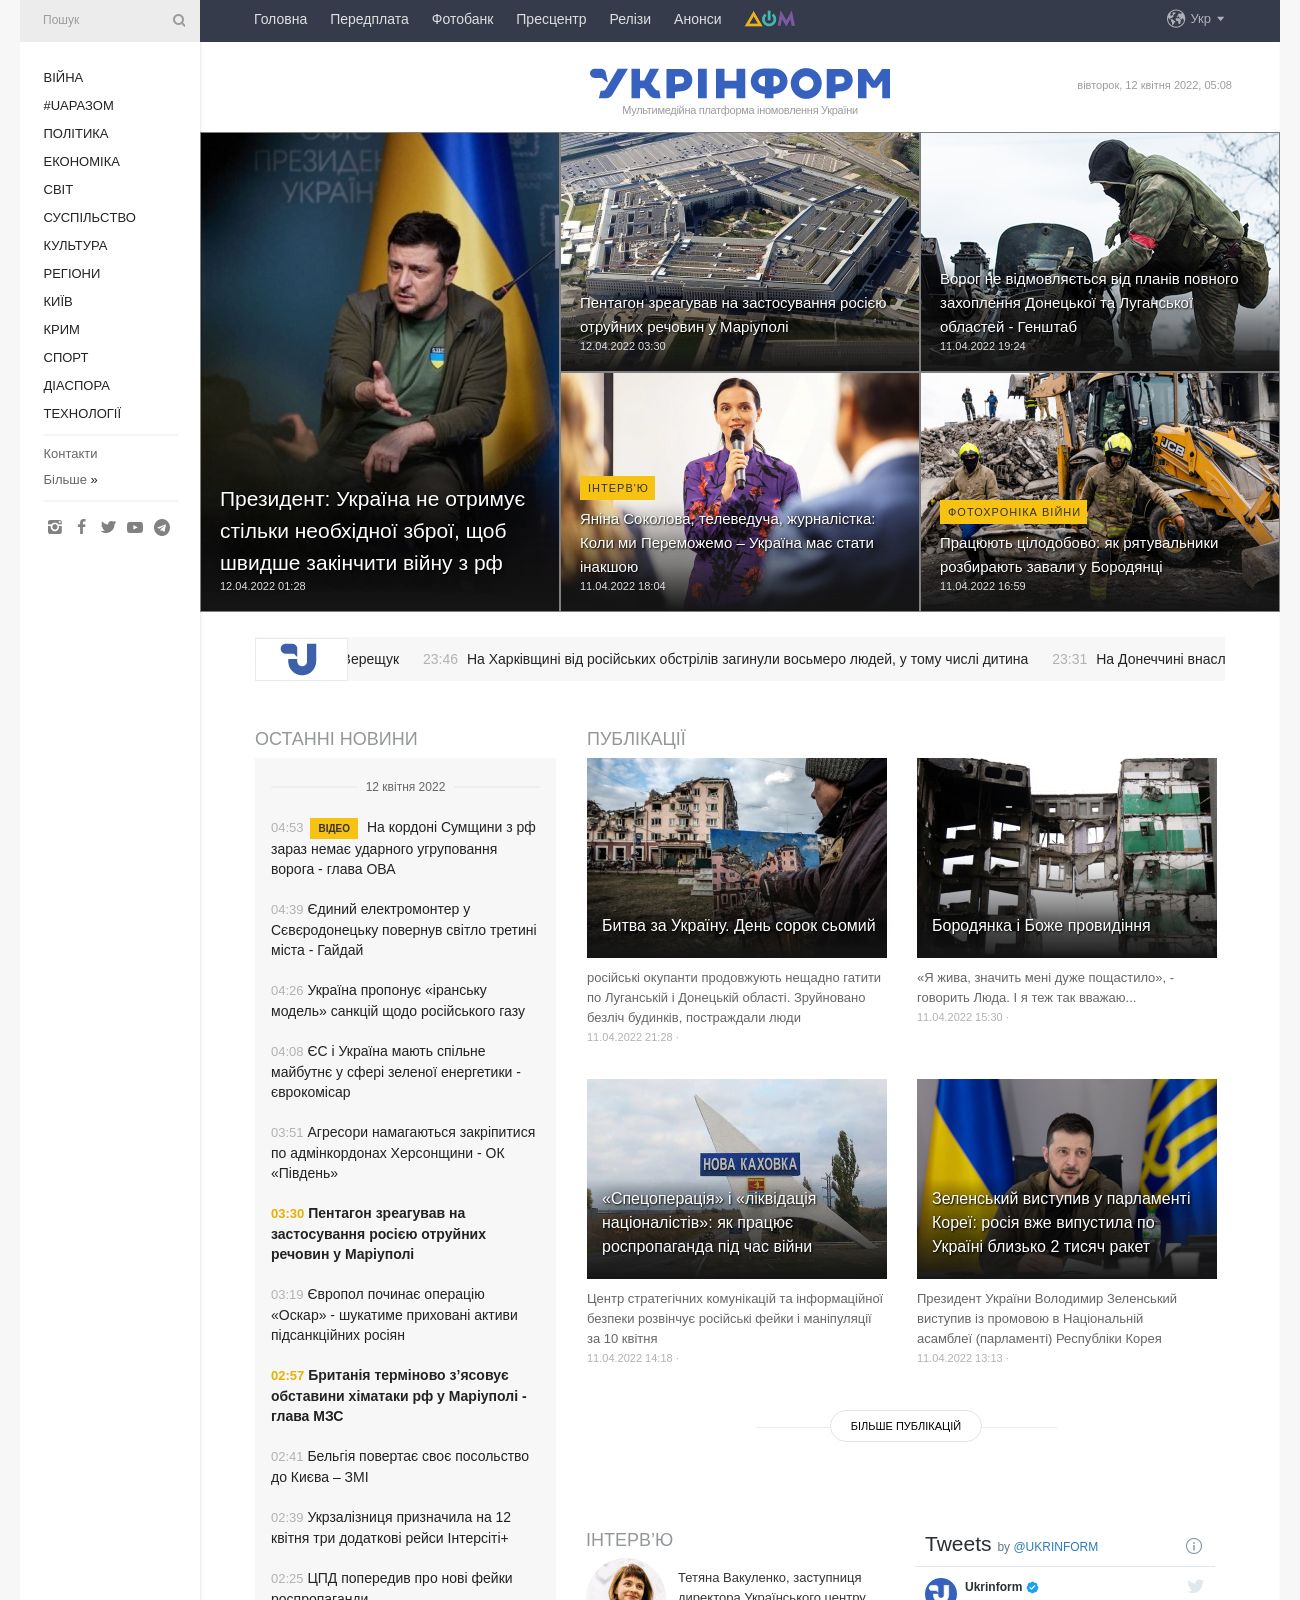 Пошук
Головна Передплата Фотобанк Пресцентр Релізи Анонси ДОМ Укр
ВІЙНА
#UAРАЗОМ
ПОЛІТИКА
ЕКОНОМІКА
СВІТ
СУСПІЛЬСТВО
КУЛЬТУРА
РЕГІОНИ
КИЇВ
КРИМ
СПОРТ
ДІАСПОРА
ТЕХНОЛОГІЇ
Контакти
Більше »
УКРІНФОРМ
Мультимедійна платформа іномовлення України
вівторок, 12 квітня 2022, 05:08
ПРЕЗИДЕН
УКРАЇН
Президент: Україна не отримує
стільки необхідної зброї, щоб
швидше закінчити війну з рф
12.04.2022 01:28
Пентагон зреагував на застосування росією
отруйних речовин у Маріуполі
12.04.2022 03:30
Ворог не відмовляється від планів повного
захоплення Донецької та Луганської
областей - Генштаб
11.04.2022 19:24
ІНТЕРВ'Ю
Яніна Соколова, телеведуча, журналістка:
Коли ми Переможемо – Україна має стати
інакшою
11.04.2022 18:04
JCB
ФОТОХРОНІКА ВІЙНИ
Працюють цілодобово: як рятувальники
розбирають завали у Бородянці
11.04.2022 16:59
Верещук 23:46 На Харківщині від російських обстрілів загинули восьмеро людей, у тому числі дитина 23:31 На Донеччині внасл
ОСТАННІ НОВИНИ
12 квітня 2022
04:53 ВІДЕО На кордоні Сумщини з рф
зараз немає ударного угруповання
ворога - глава ОВА
04:39 Єдиний електромонтер у
Сєвєродонецьку повернув світло третині
міста - Гайдай
04:26 Україна пропонує «іранську
модель» санкцій щодо російського газу
04:08 ЄС і Україна мають спільне
майбутнє у сфері зеленої енергетики -
єврокомісар
03:51 Агресори намагаються закріпитися
по адмінкордонах Херсонщини - ОК
«Південь»
03:30 Пентагон зреагував на
застосування росією отруйних
речовин у Маріуполі
03:19 Європол починає операцію
«Оскар» - шукатиме приховані активи
підсанкційних росіян
02:57 Британія терміново з’ясовує
обставини хіматаки рф у Маріуполі -
глава МЗС
02:41 Бельгія повертає своє посольство
до Києва – ЗМІ
02:39 Укрзалізниця призначила на 12
квітня три додаткові рейси Інтерсіті+
02:25 ЦПД попередив про нові фейки
роспропаганди
ПУБЛІКАЦІЇ
Битва за Україну. День сорок сьомий
російські окупанти продовжують нещадно гатити
по Луганській і Донецькій області. Зруйновано
безліч будинків, постраждали люди
11.04.2022 21:28 ·
Бородянка і Боже провидіння
«Я жива, значить мені дуже пощастило», -
говорить Люда. І я теж так вважаю...
11.04.2022 15:30 ·
НОВА КАХОВКА
«Спецоперація» і «ліквідація
націоналістів»: як працює
роспропаганда під час війни
Центр стратегічних комунікацій та інформаційної
безпеки розвінчує російські фейки і маніпуляції
за 10 квітня
11.04.2022 14:18 ·
Зеленський виступив у парламенті
Кореї: росія вже випустила по
Україні близько 2 тисяч ракет
Президент України Володимир Зеленський
виступив із промовою в Національній
асамблеї (парламенті) Республіки Корея
11.04.2022 13:13 ·
БІЛЬШЕ ПУБЛІКАЦІЙ
ІНТЕРВ’Ю
Тетяна Вакуленко, заступниця
директора Українського центру
Tweets by @UKRINFORM
Ukrinform